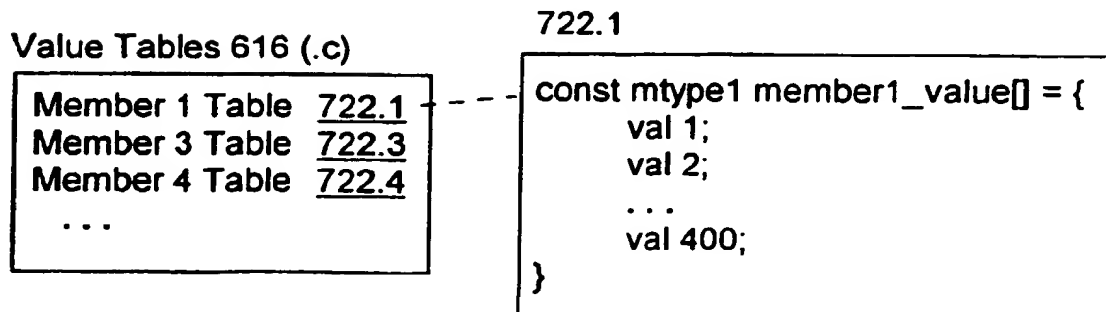 Value Tables 616 (.c)
Member 1 Table 722.1
Member 3 Table 722.3
Member 4 Table 722.4
. . .
722.1
const mtype1 member1_value[] = {
val 1;
val 2;
. . .
val 400;
}